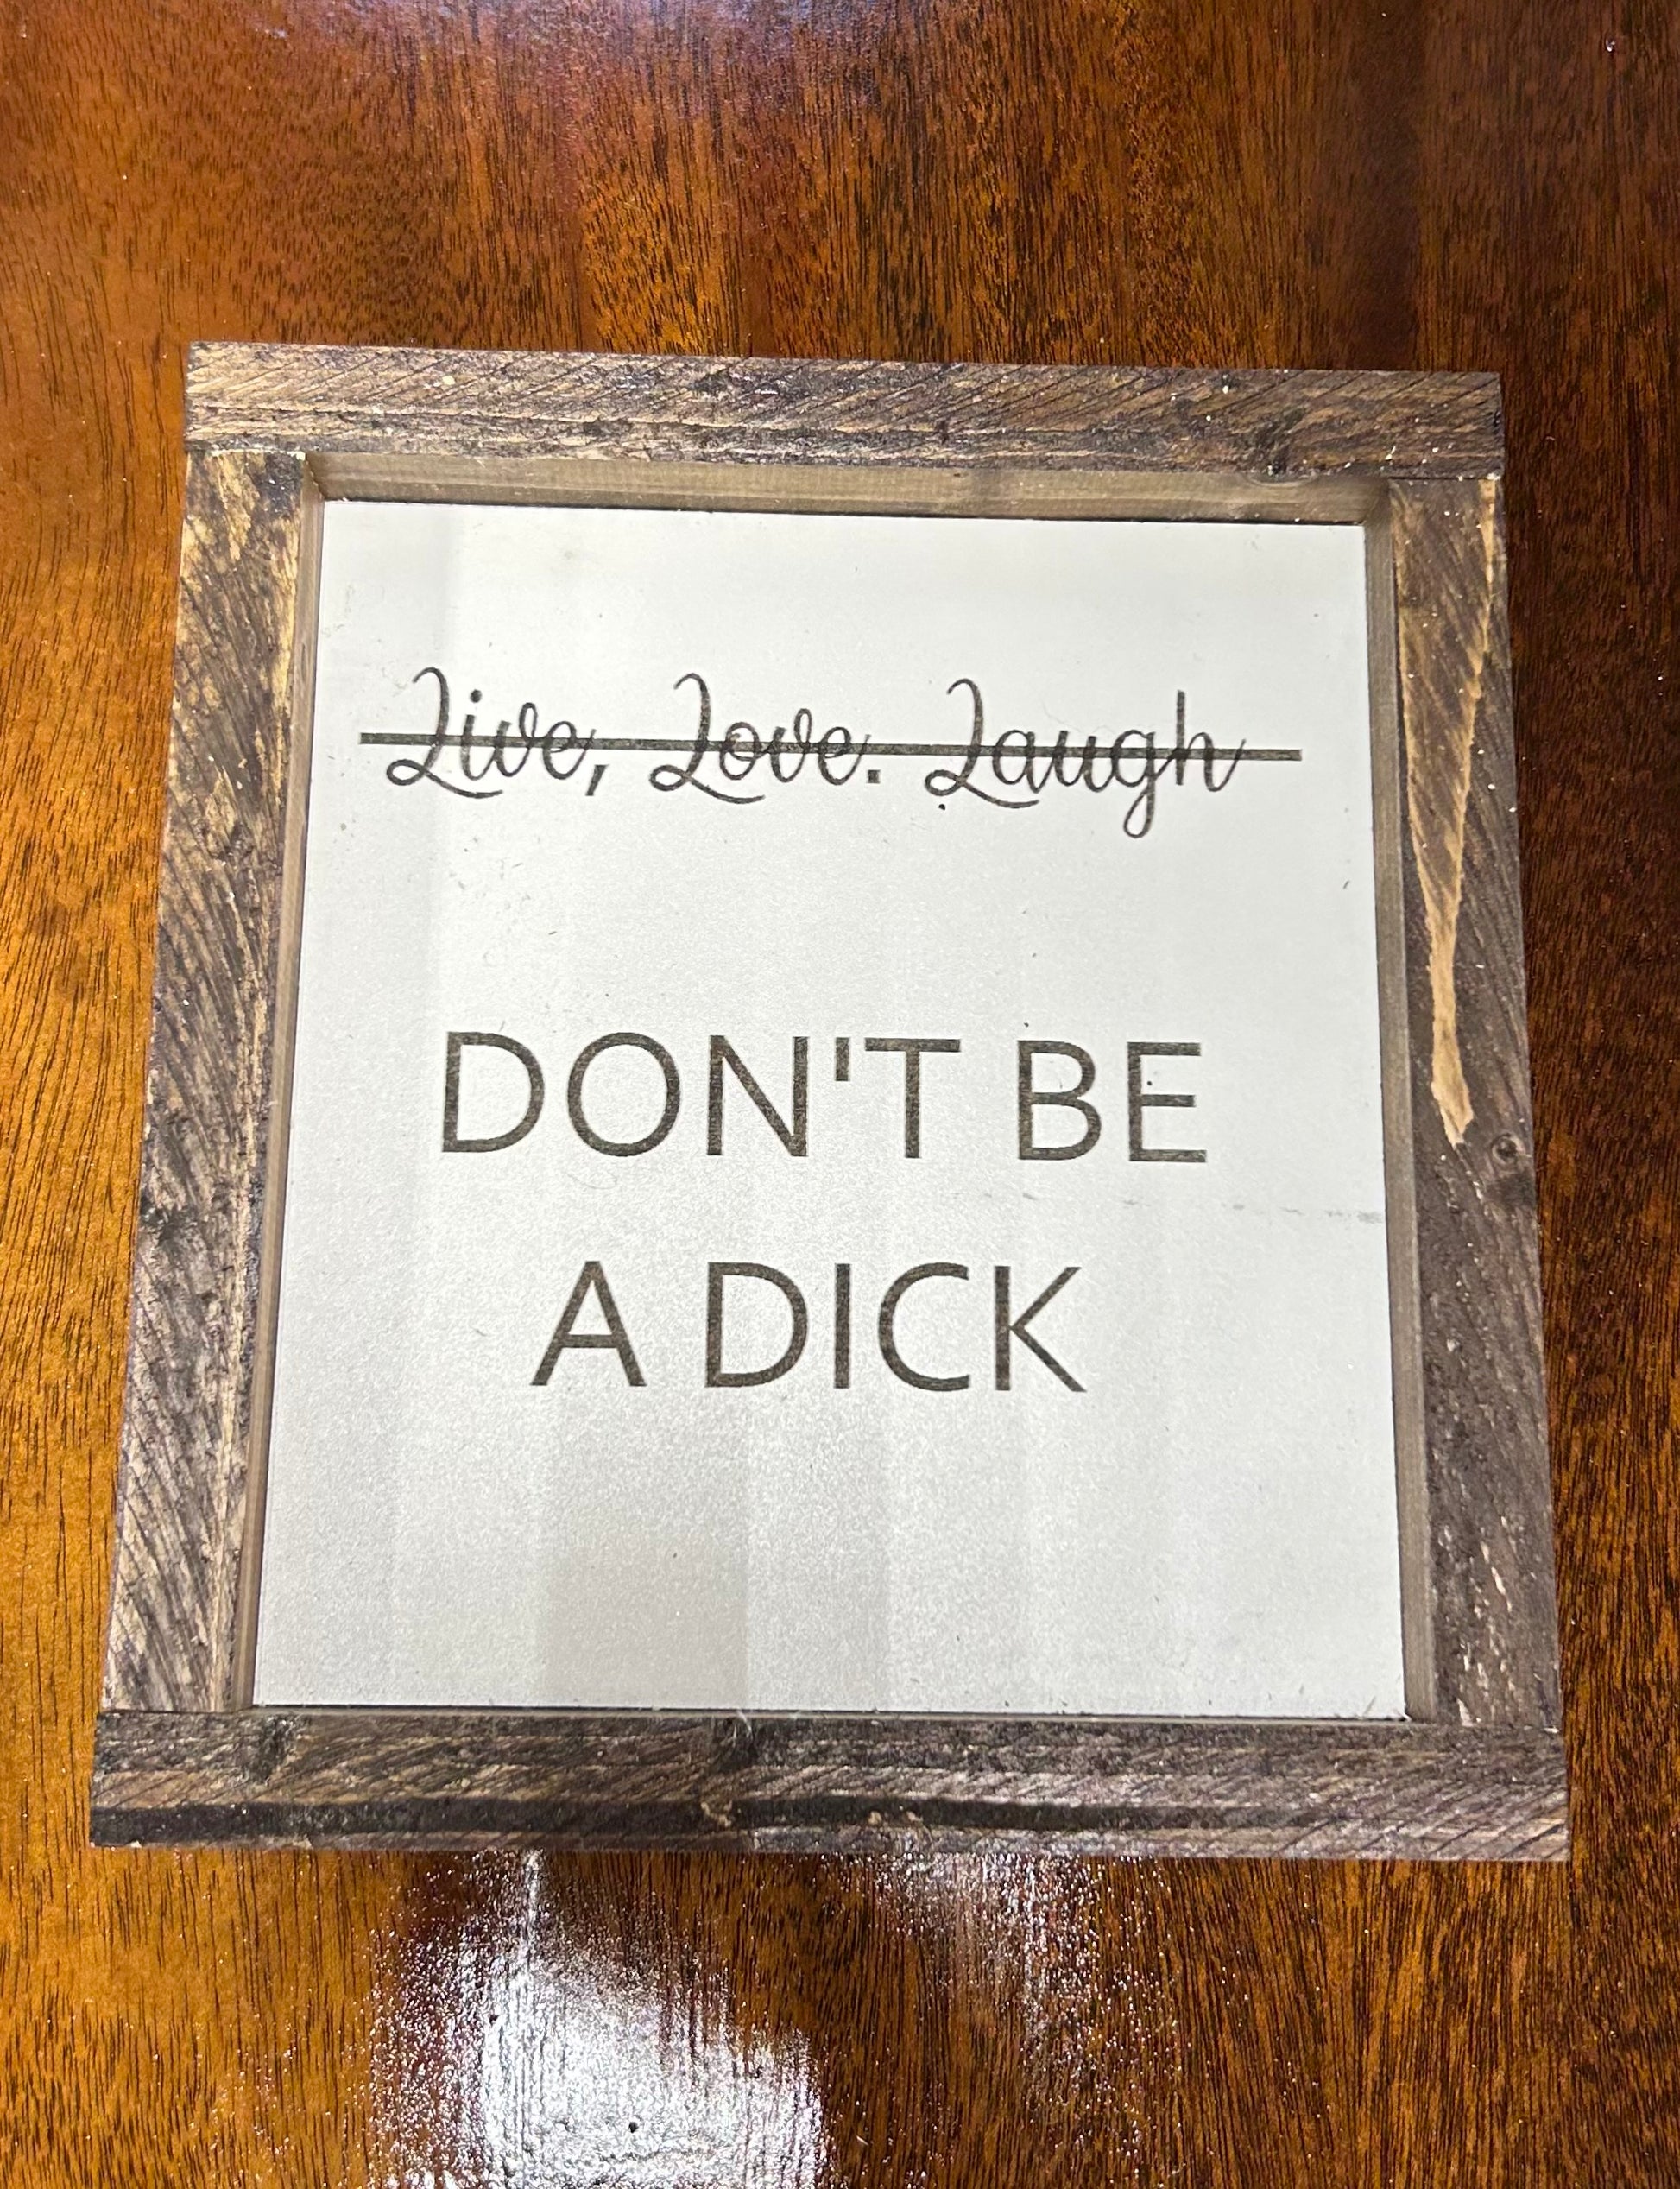 Live, Love. Laugh
DON'T BE
A DICK